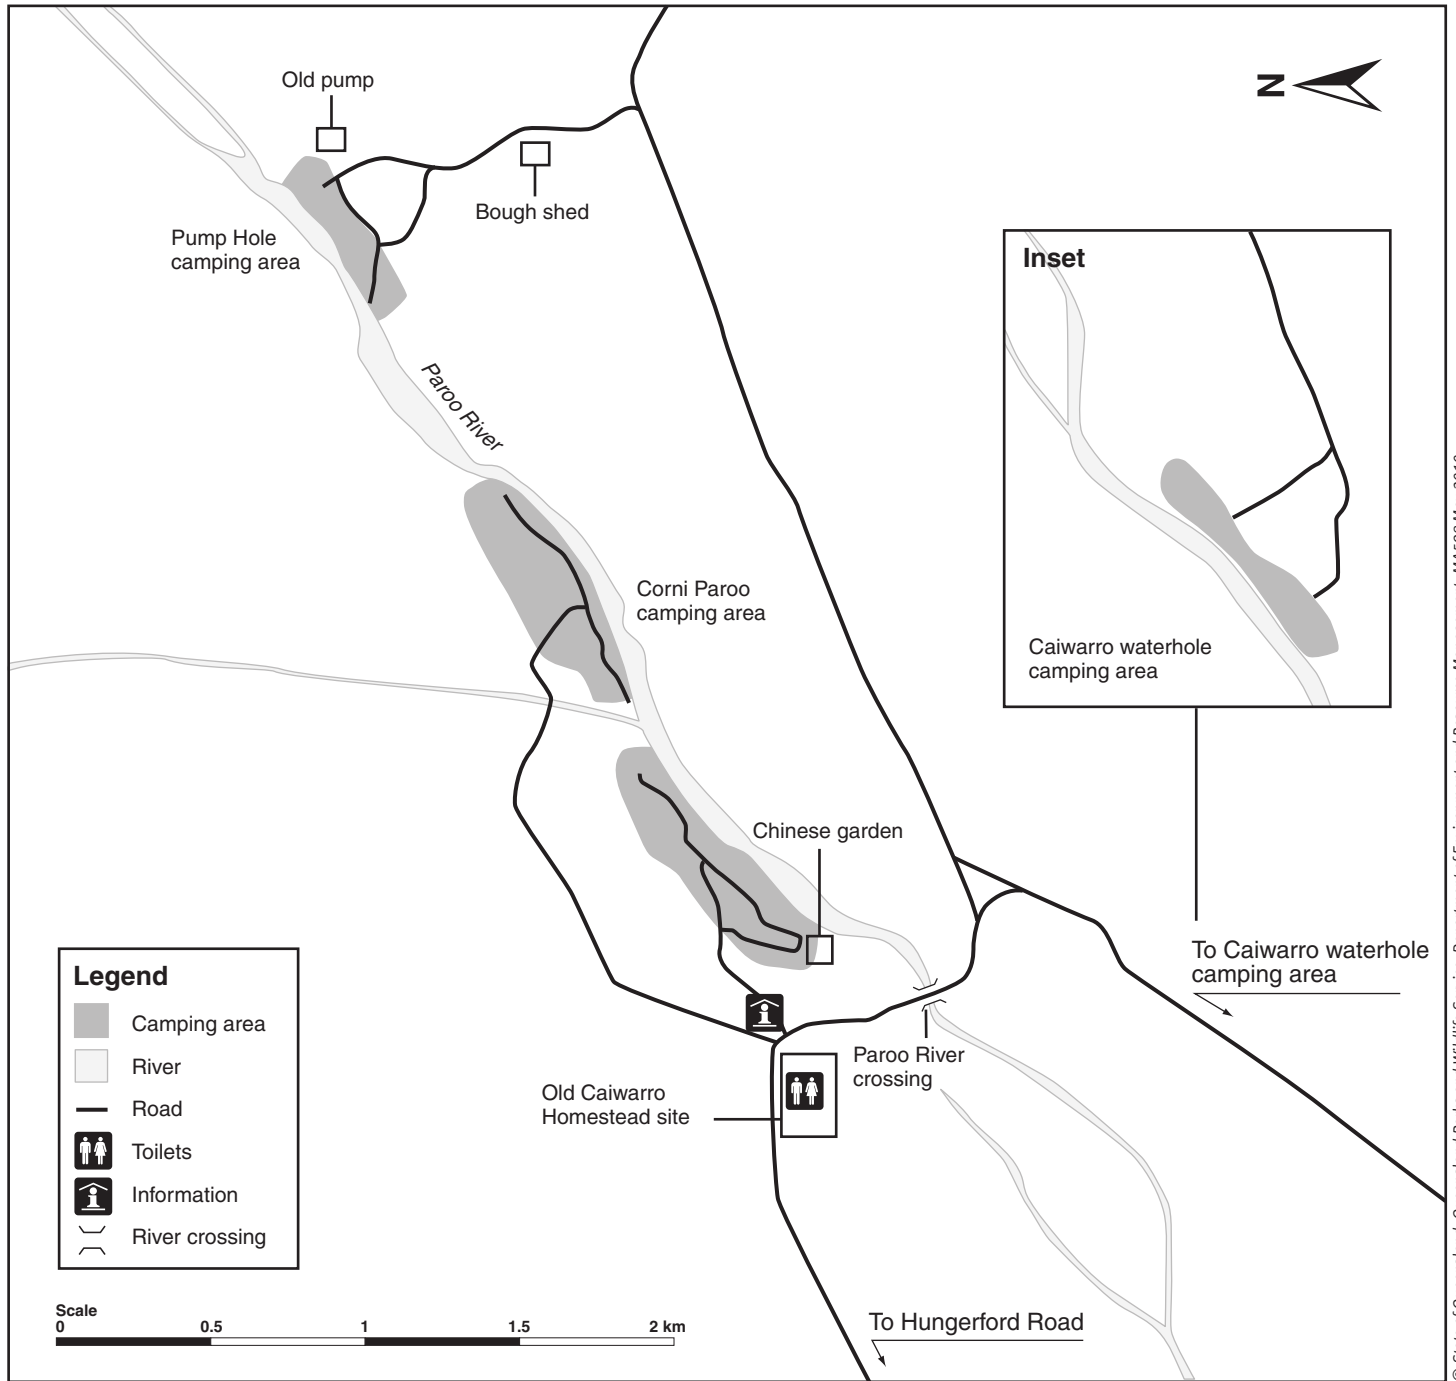 Old pump
N
Bough shed
Pump Hole
camping area
Inset
Paroo River
Corni Paroo
camping area
Caiwarro waterhole
camping area
Chinese garden
To Caiwarro waterhole
camping area
Legend
Camping area
River
Road
Toilets
Information
River crossing
Paroo River
crossing
Old Caiwarro
Homestead site
To Hungerford Road
Scale
0 0.5 1 1.5 2 km